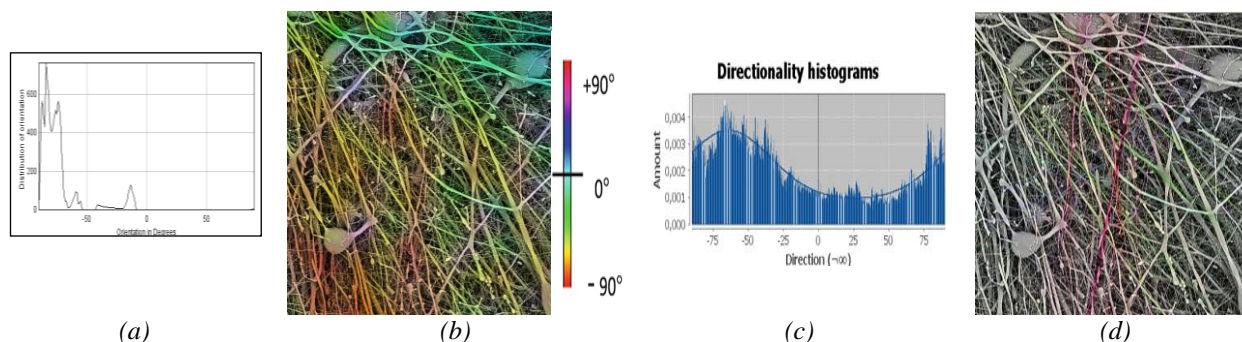 600
400
200
0
-50
0
50
Distribution of orientation
Orientation in Degrees
+90°
0°
- 90°
Directionality histograms
0,004
0,003
0,002
0,001
0,000
Amount
-75
-50
-25
0
25
50
75
Direction (¬∞)
(a)
(b)
(c)
(d)